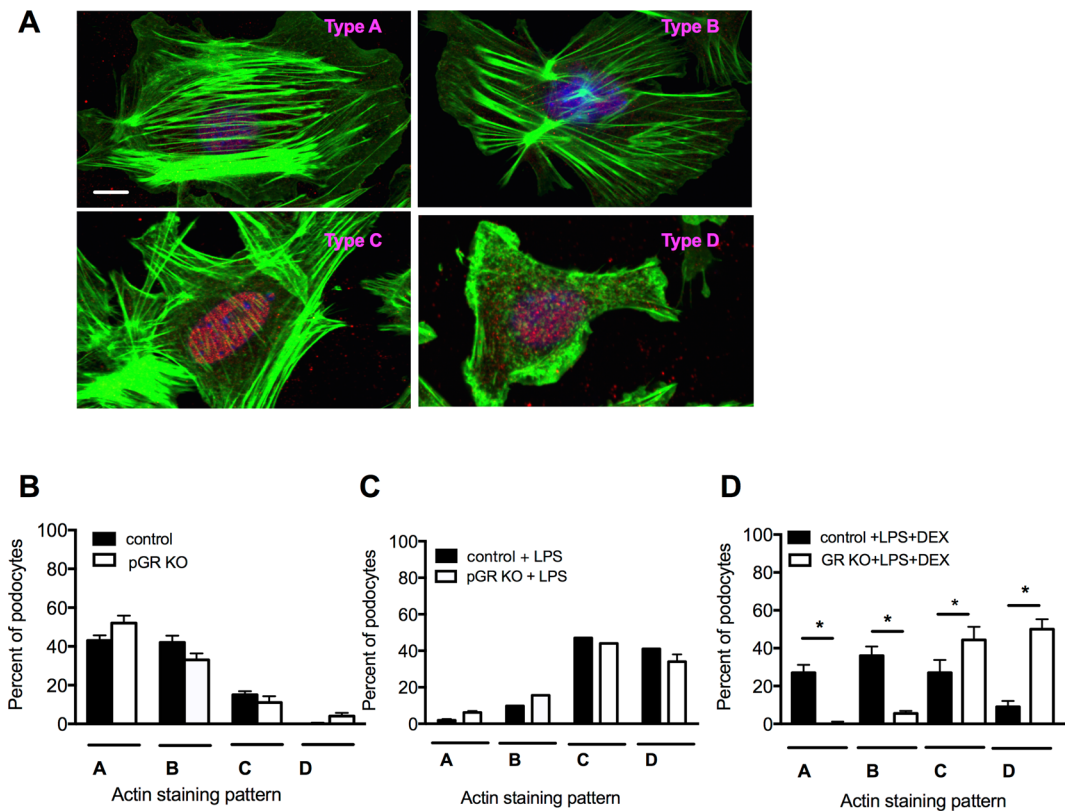 A
Type A
Type B
Type C
Type D
B
control
pGR KO
Percent of podocytes
100
80
60
40
20
0
A B C D
Actin staining pattern
C
control + LPS
pGR KO + LPS
Percent of podocytes
100
80
60
40
20
0
A B C D
Actin staining pattern
D
control +LPS+DEX
GR KO+LPS+DEX
Percent of podocytes
100
80
60
40
20
0
* * * *
A B C D
Actin staining pattern